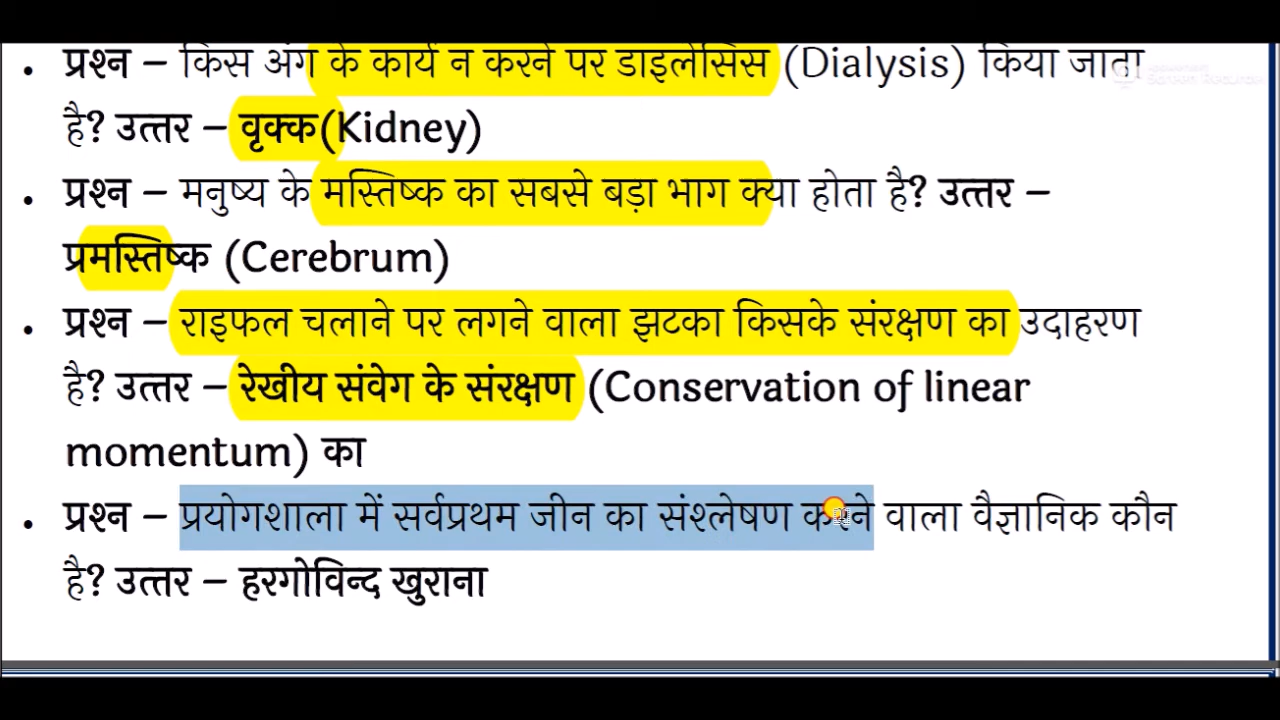 • प्रश्न – किस अंग के कार्य न करने पर डाइलेसिस (Dialysis) किया जाता
है? उत्तर – वृक्क(Kidney)
• प्रश्न – मनुष्य के मस्तिष्क का सबसे बड़ा भाग क्या होता है? उत्तर –
प्रमस्तिष्क (Cerebrum)
• प्रश्न – राइफल चलाने पर लगने वाला झटका किसके संरक्षण का उदाहरण
है? उत्तर – रेखीय संवेग के संरक्षण (Conservation of linear
momentum) का
• प्रश्न – प्रयोगशाला में सर्वप्रथम जीन का संश्लेषण करने वाला वैज्ञानिक कौन
है? उत्तर – हरगोविन्द खुराना